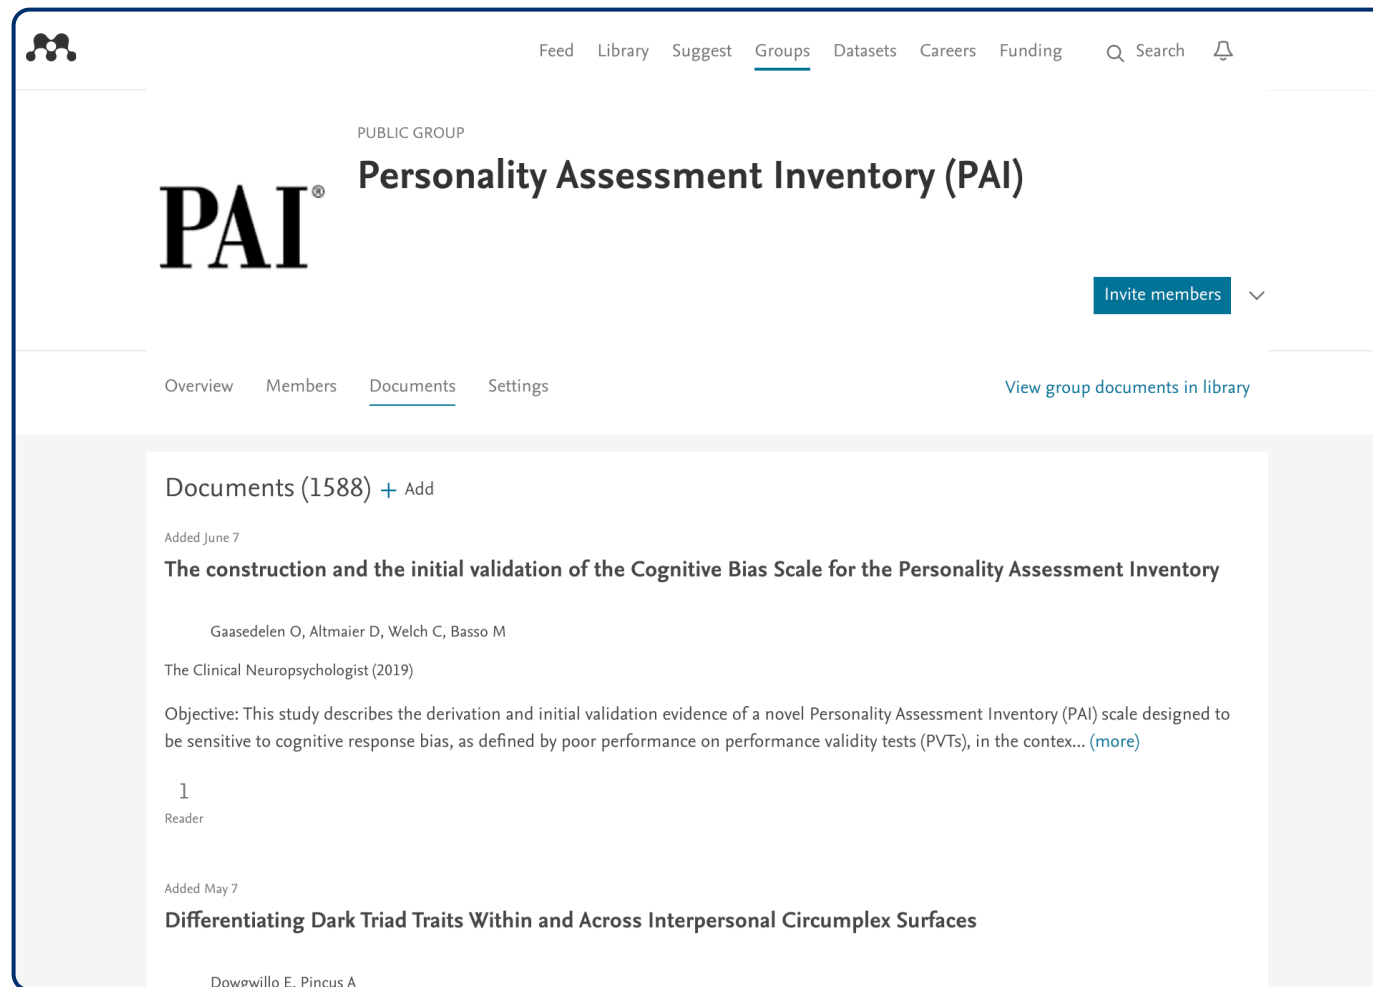 Feed Library Suggest Groups Datasets Careers Funding Search
PUBLIC GROUP
Personality Assessment Inventory (PAI)
PAI®
Invite members
Overview Members Documents Settings View group documents in library
Documents (1588) + Add
Added June 7
The construction and the initial validation of the Cognitive Bias Scale for the Personality Assessment Inventory
Gaasedelen O, Altmaier D, Welch C, Basso M
The Clinical Neuropsychologist (2019)
Objective: This study describes the derivation and initial validation evidence of a novel Personality Assessment Inventory (PAI) scale designed to
be sensitive to cognitive response bias, as defined by poor performance on performance validity tests (PVTs), in the contex... (more)
1
Reader
Added May 7
Differentiating Dark Triad Traits Within and Across Interpersonal Circumplex Surfaces
Dowgwillo E, Pincus A